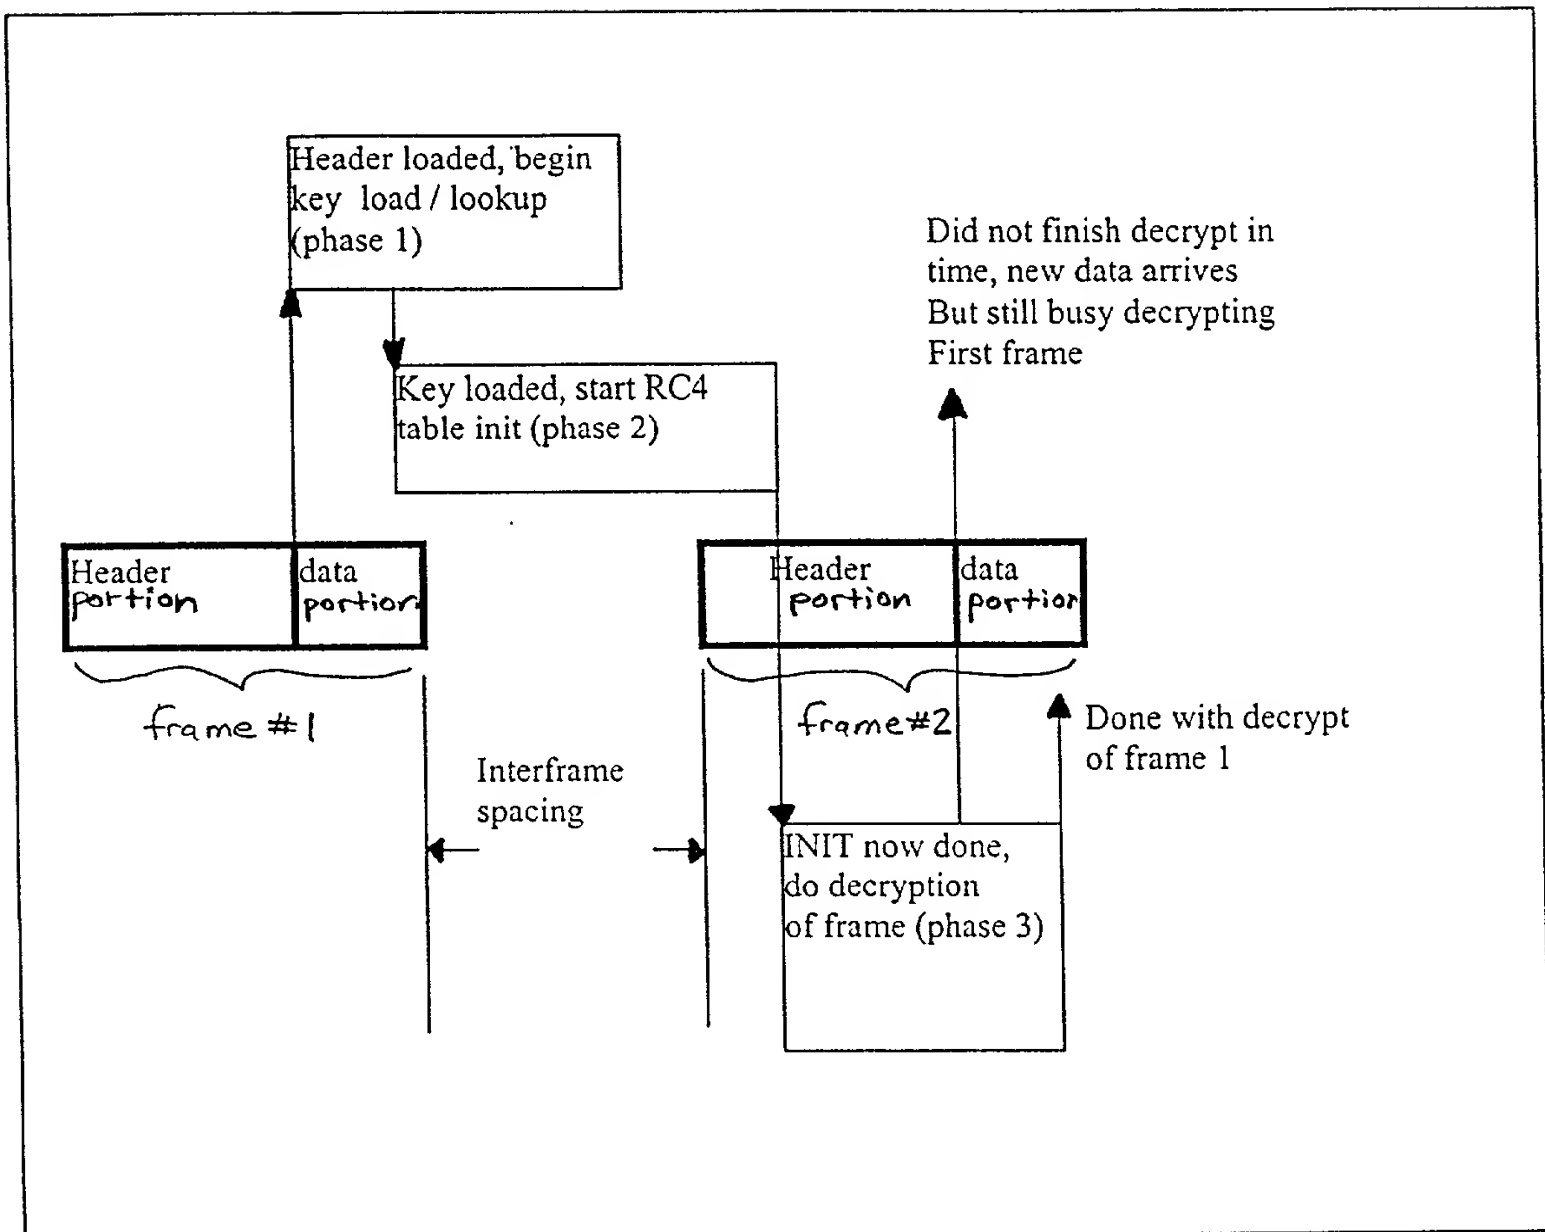 Header loaded, begin
key load / lookup
(phase 1)
Did not finish decrypt in
time, new data arrives
But still busy decrypting
First frame
Key loaded, start RC4
table init (phase 2)
Header
portion
data
portion
Header
portion
data
portion
frame #1
frame #2
Done with decrypt
of frame 1
Interframe
spacing
INIT now done,
do decryption
of frame (phase 3)